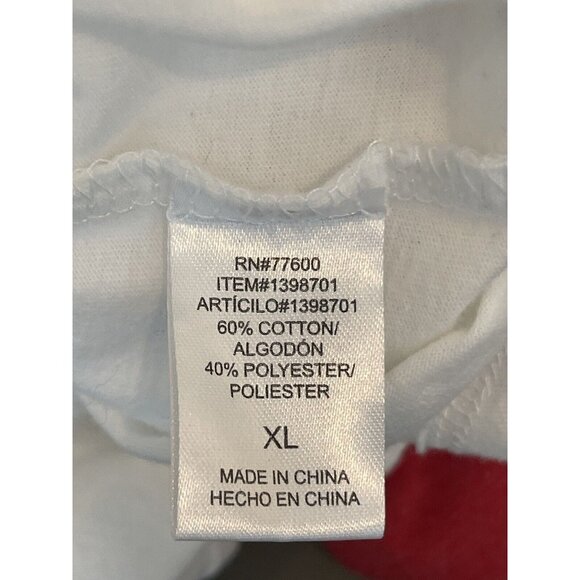 RN#77600
ITEM#1398701
ARTÍCILO#1398701
60% COTTON/
ALGODÓN
40% POLYESTER/
POLIESTER
XL
MADE IN CHINA
HECHO EN CHINA